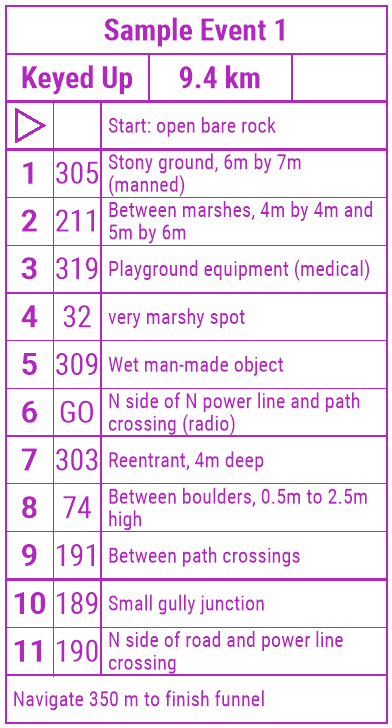 Sample Event 1
Keyed Up 9.4 km
Start: open bare rock
1 305 Stony ground, 6m by 7m
(manned)
2 211 Between marshes, 4m by 4m and
5m by 6m
3 319 Playground equipment (medical)
4 32 very marshy spot
5 309 Wet man-made object
6 GO N side of N power line and path
crossing (radio)
7 303 Reentrant, 4m deep
8 74 Between boulders, 0.5m to 2.5m
high
9 191 Between path crossings
10 189 Small gully junction
11 190 N side of road and power line
crossing
Navigate 350 m to finish funnel